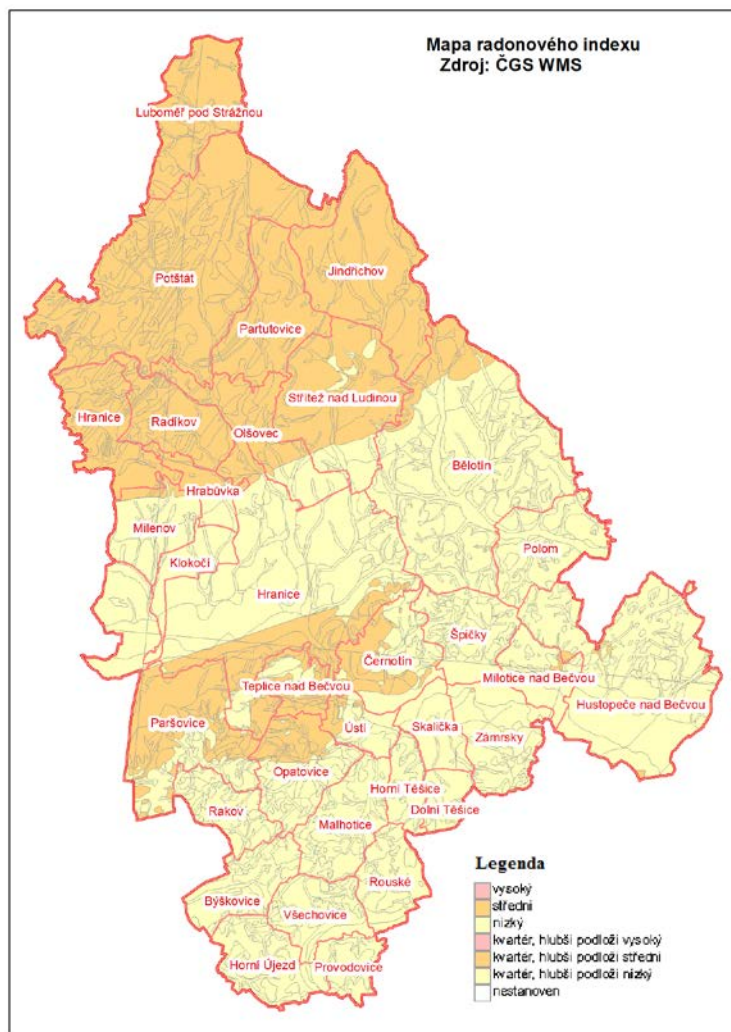 Mapa radonového indexu
Zdroj: ČGS WMS
Luboměř pod Strážnou
Potštát
Jindřichov
Partutovice
Střítež nad Ludinou
Hranice
Radíkov
Olšovec
Bělotín
Hrabůvka
Milenov
Polom
Klokočí
Hranice
Špičky
Černotín
Milotice nad Bečvou
Teplice nad Bečvou
Hustopeče nad Bečvou
Paršovice
Ústí
Skalička
Zámrsky
Opatovice
Horní Těšice
Rakov
Dolní Těšice
Malhotice
Rouské
Býškovice
Všechovice
Horní Újezd
Provodovice
Legenda
vysoký
střední
nízký
kvartér, hlubší podloží vysoký
kvartér, hlubší podloží střední
kvartér, hlubší podloží nízký
nestanoven